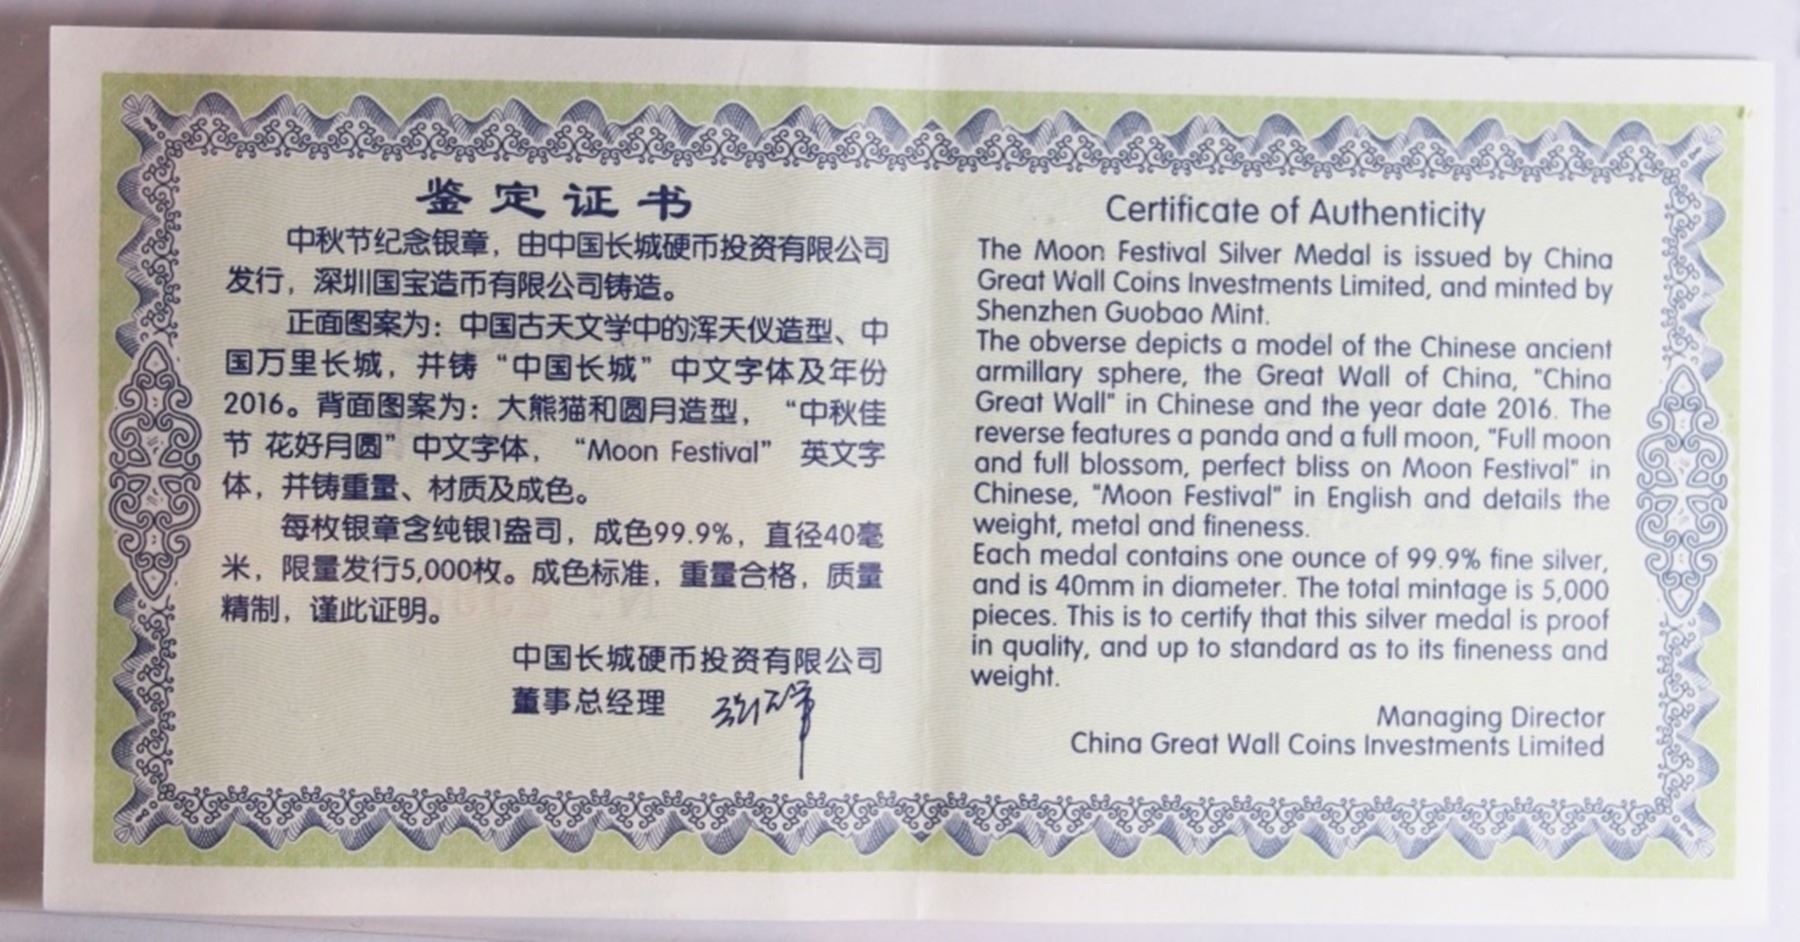 鉴定证书
中秋节纪念银章，由中国长城硬币投资有限公司
发行，深圳国宝造币有限公司铸造。
正面图案为：中国古天文学中的浑天仪造型、中
国万里长城，并铸“中国长城”中文字体及年份
2016。背面图案为：大熊猫和圆月造型，“中秋佳
节 花好月圆”中文字体，“Moon Festival”英文字
体，并铸重量、材质及成色。
每枚银章含纯银1盎司，成色99.9%，直径40毫
米，限量发行5,000枚。成色标准，重量合格，质量
精制，谨此证明。
中国长城硬币投资有限公司
董事总经理
Certificate of Authenticity
The Moon Festival Silver Medal is issued by China
Great Wall Coins Investments Limited, and minted by
Shenzhen Guobao Mint.
The obverse depicts a model of the Chinese ancient
armillary sphere, the Great Wall of China, "China
Great Wall" in Chinese and the year date 2016. The
reverse features a panda and a full moon, "Full moon
and full blossom, perfect bliss on Moon Festival" in
Chinese, "Moon Festival" in English and details the
weight, metal and fineness.
Each medal contains one ounce of 99.9% fine silver,
and is 40mm in diameter. The total mintage is 5,000
pieces. This is to certify that this silver medal is proof
in quality, and up to standard as to its fineness and
weight.
Managing Director
China Great Wall Coins Investments Limited